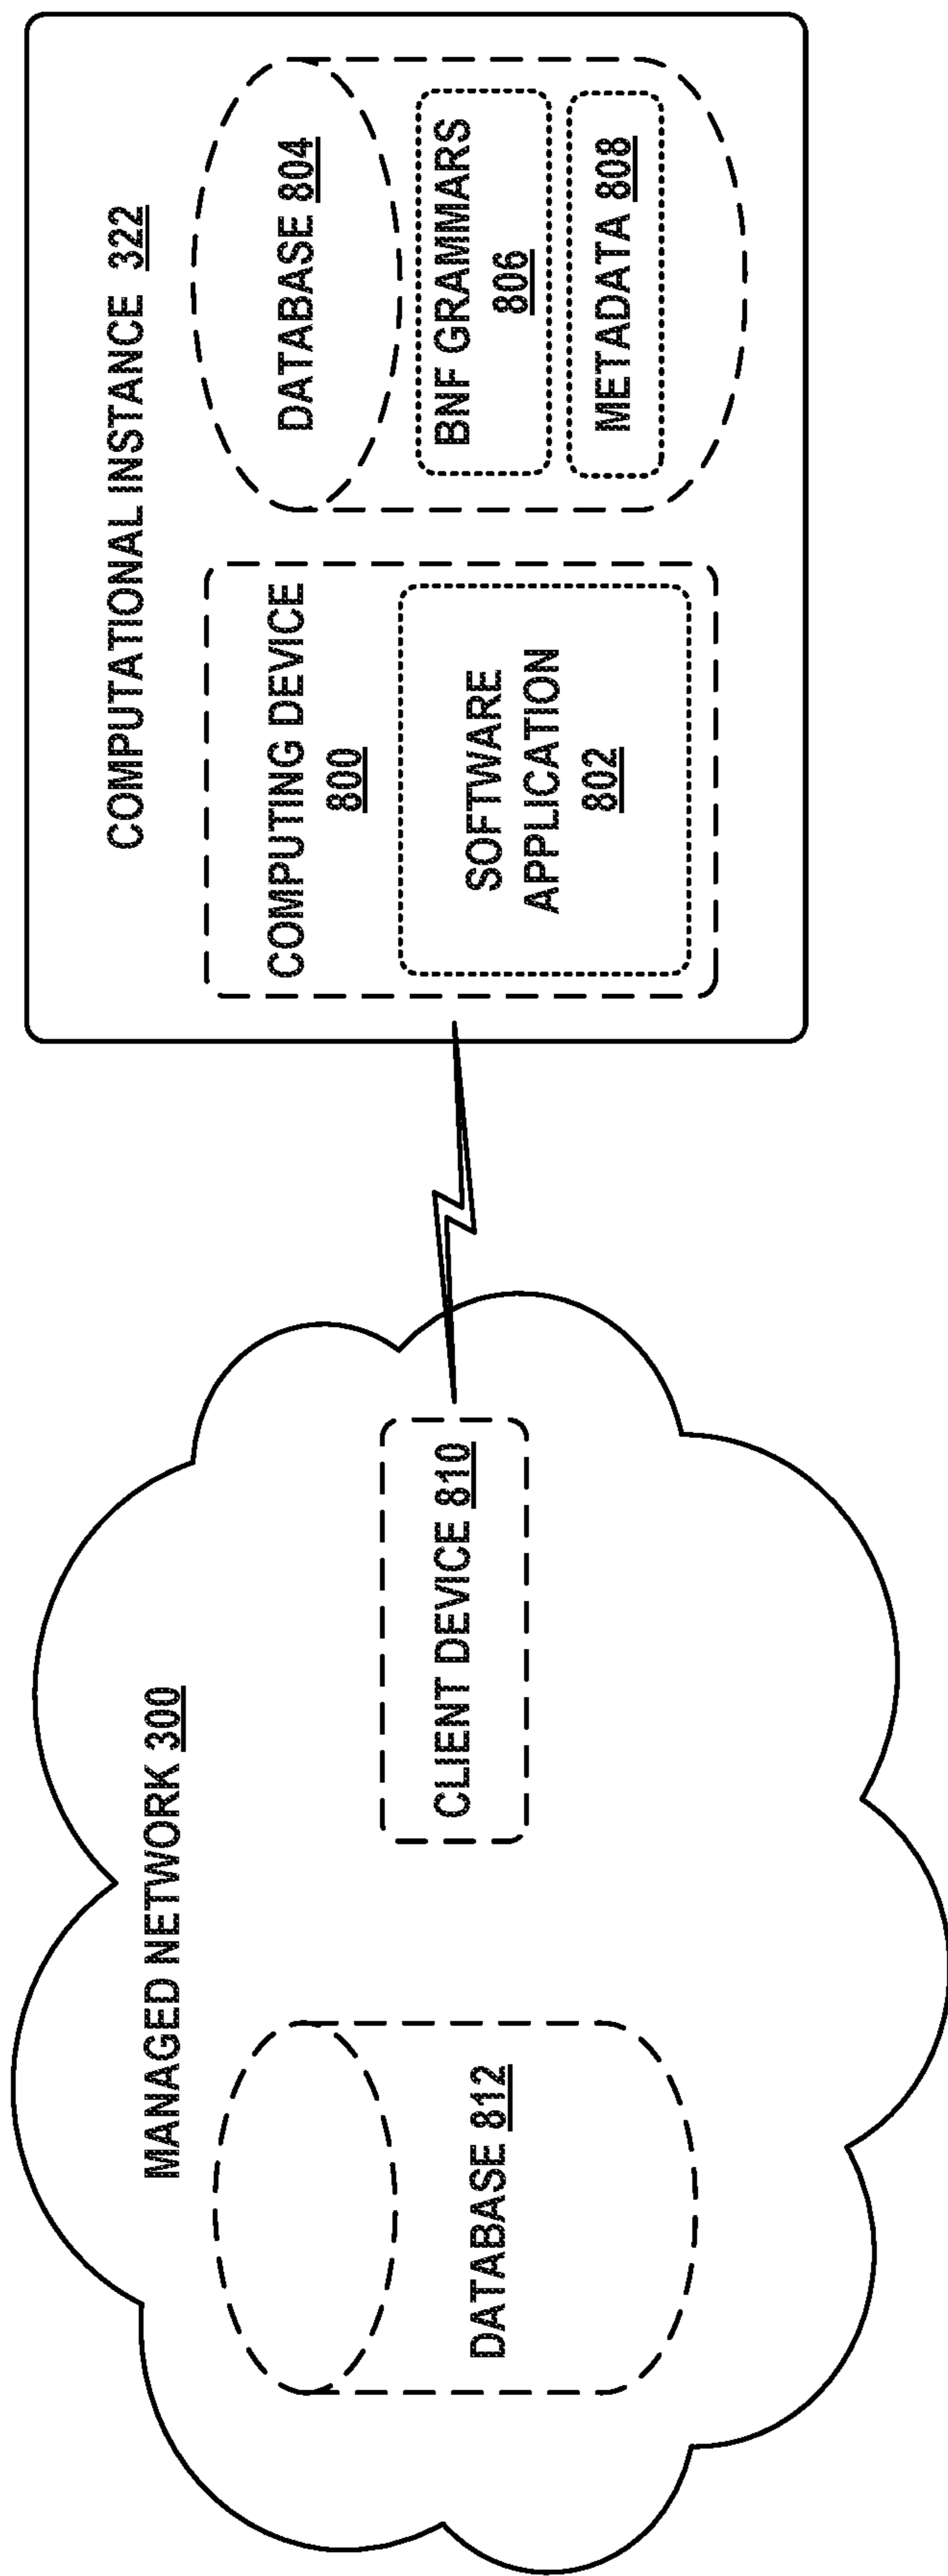 MANAGED NETWORK 300
DATABASE 812
CLIENT DEVICE 810
COMPUTATIONAL INSTANCE 322
COMPUTING DEVICE
800
SOFTWARE
APPLICATION
802
DATABASE 804
BNF GRAMMARS
806
METADATA 808